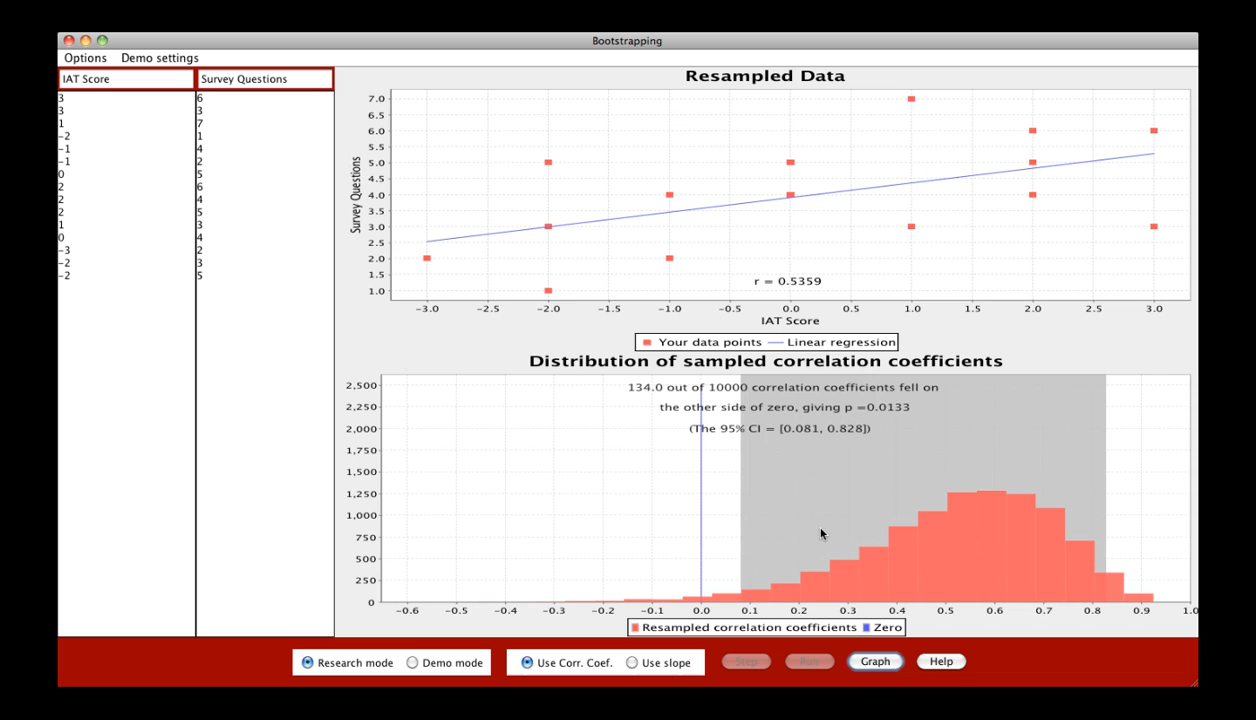 Bootstrapping
Options Demo settings
IAT Score Survey Questions
3 6
3 3
1 7
−2 1
−1 4
−1 2
0 5
2 6
2 4
2 5
1 3
0 4
−3 2
−2 3
−2 5
Resampled Data
7.0
6.5
6.0
5.5
5.0
4.5
4.0
3.5
3.0
2.5
2.0
1.5
1.0
Survey Questions
r = 0.5359
−3.0 −2.5 −2.0 −1.5 −1.0 −0.5 0.0 0.5 1.0 1.5 2.0 2.5 3.0
IAT Score
Your data points Linear regression
Distribution of sampled correlation coefficients
134.0 out of 10000 correlation coefficients fell on
the other side of zero, giving p =0.0133
(The 95% CI = [0.081, 0.828])
2,500
2,250
2,000
1,750
1,500
1,250
1,000
750
500
250
0
−0.6 −0.5 −0.4 −0.3 −0.2 −0.1 0.0 0.1 0.2 0.3 0.4 0.5 0.6 0.7 0.8 0.9 1.0
Resampled correlation coefficients Zero
Research mode Demo mode Use Corr. Coef. Use slope Step Run Graph Help